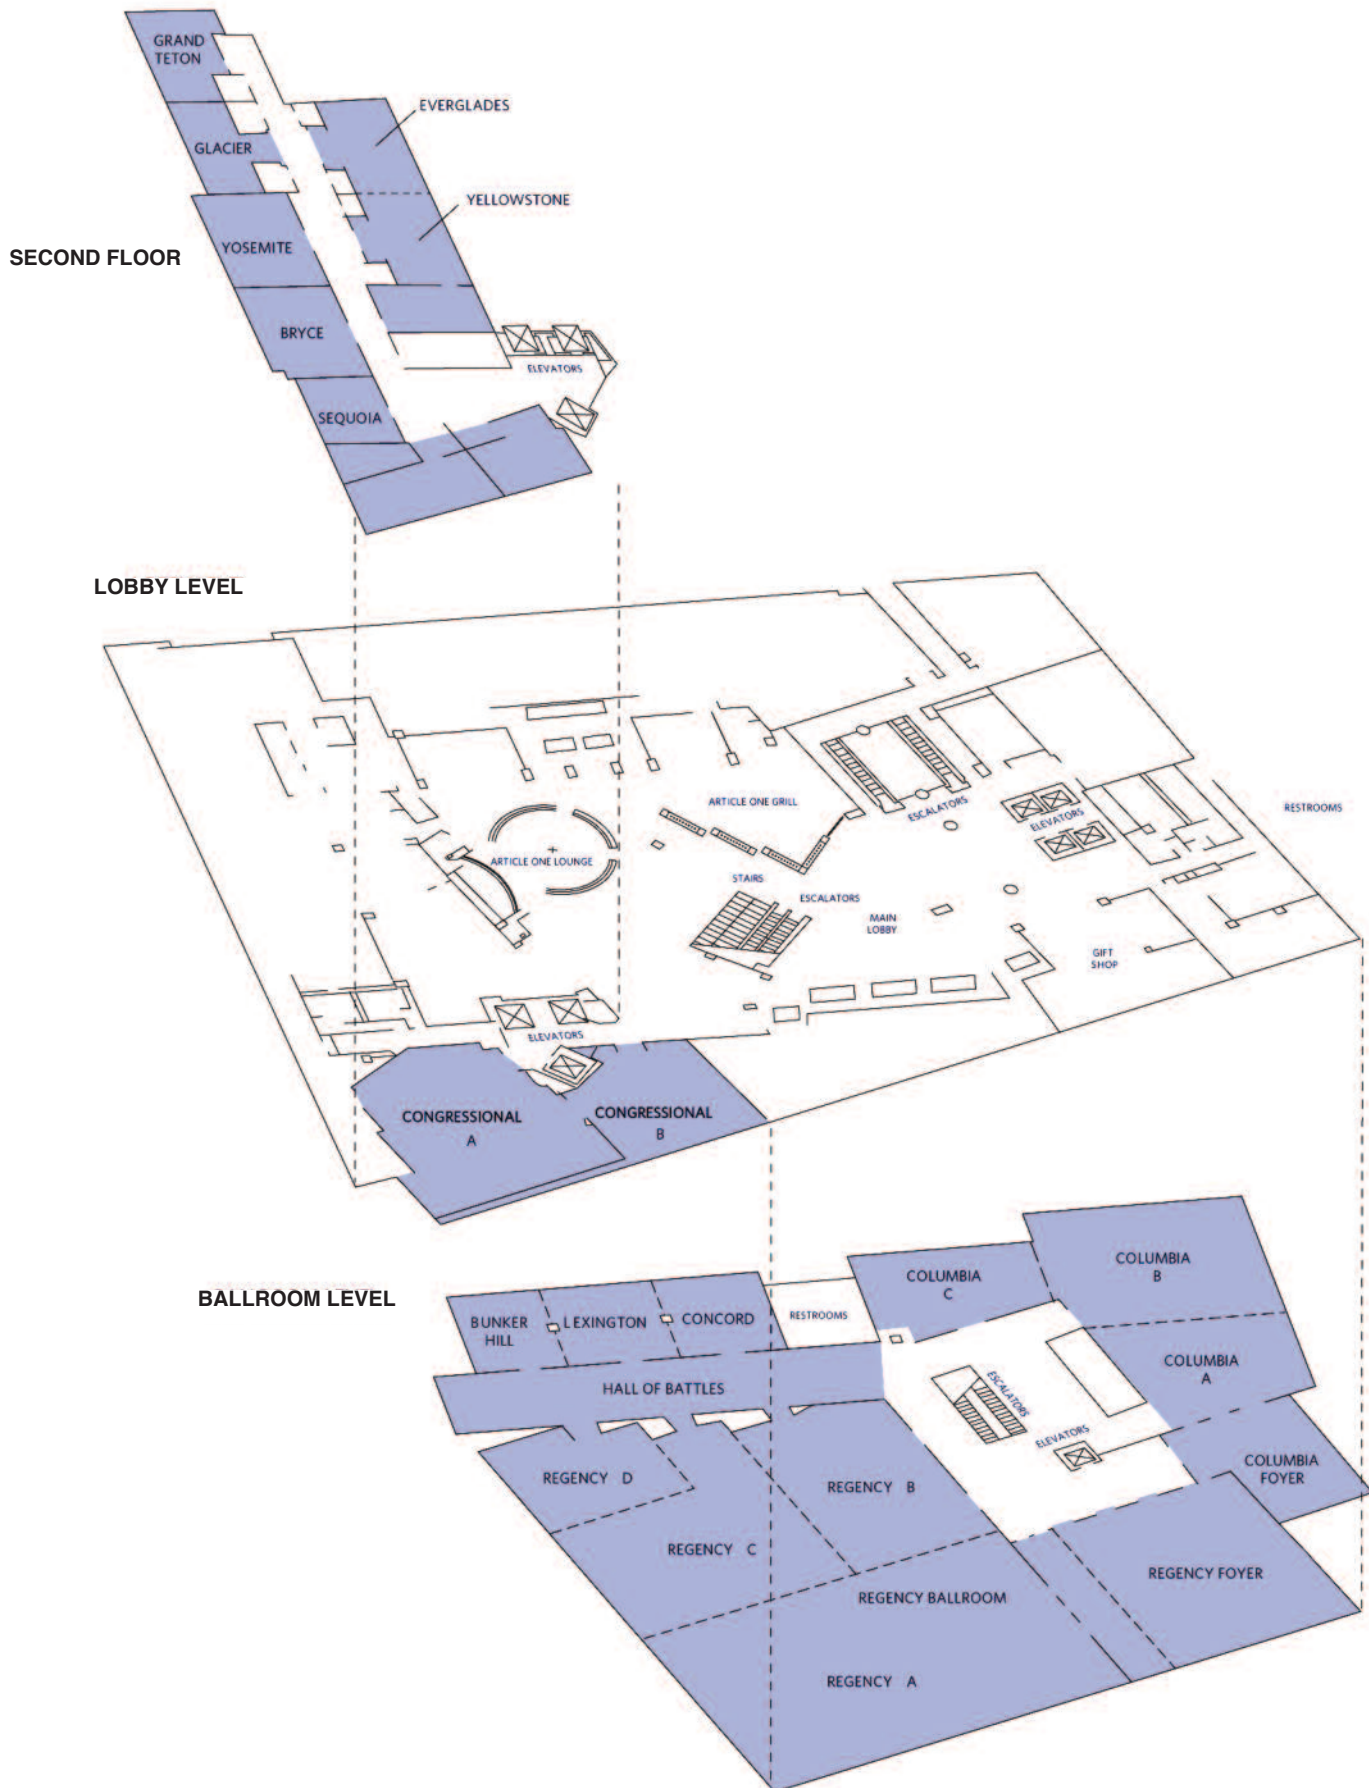 GRAND
TETON
EVERGLADES
GLACIER
YELLOWSTONE
YOSEMITE
SECOND FLOOR
BRYCE
ELEVATORS
SEQUOIA
LOBBY LEVEL
ARTICLE ONE GRILL
ESCALATORS
ELEVATORS
RESTROOMS
ARTICLE ONE LOUNGE
STAIRS
ESCALATORS
MAIN
LOBBY
GIFT
SHOP
ELEVATORS
CONGRESSIONAL
A
CONGRESSIONAL
B
BALLROOM LEVEL
COLUMBIA
B
COLUMBIA
C
BUNKER
HILL
LEXINGTON
CONCORD
RESTROOMS
COLUMBIA
A
HALL OF BATTLES
ESCALATORS
ELEVATORS
COLUMBIA
FOYER
REGENCY D
REGENCY B
REGENCY C
REGENCY FOYER
REGENCY BALLROOM
REGENCY A